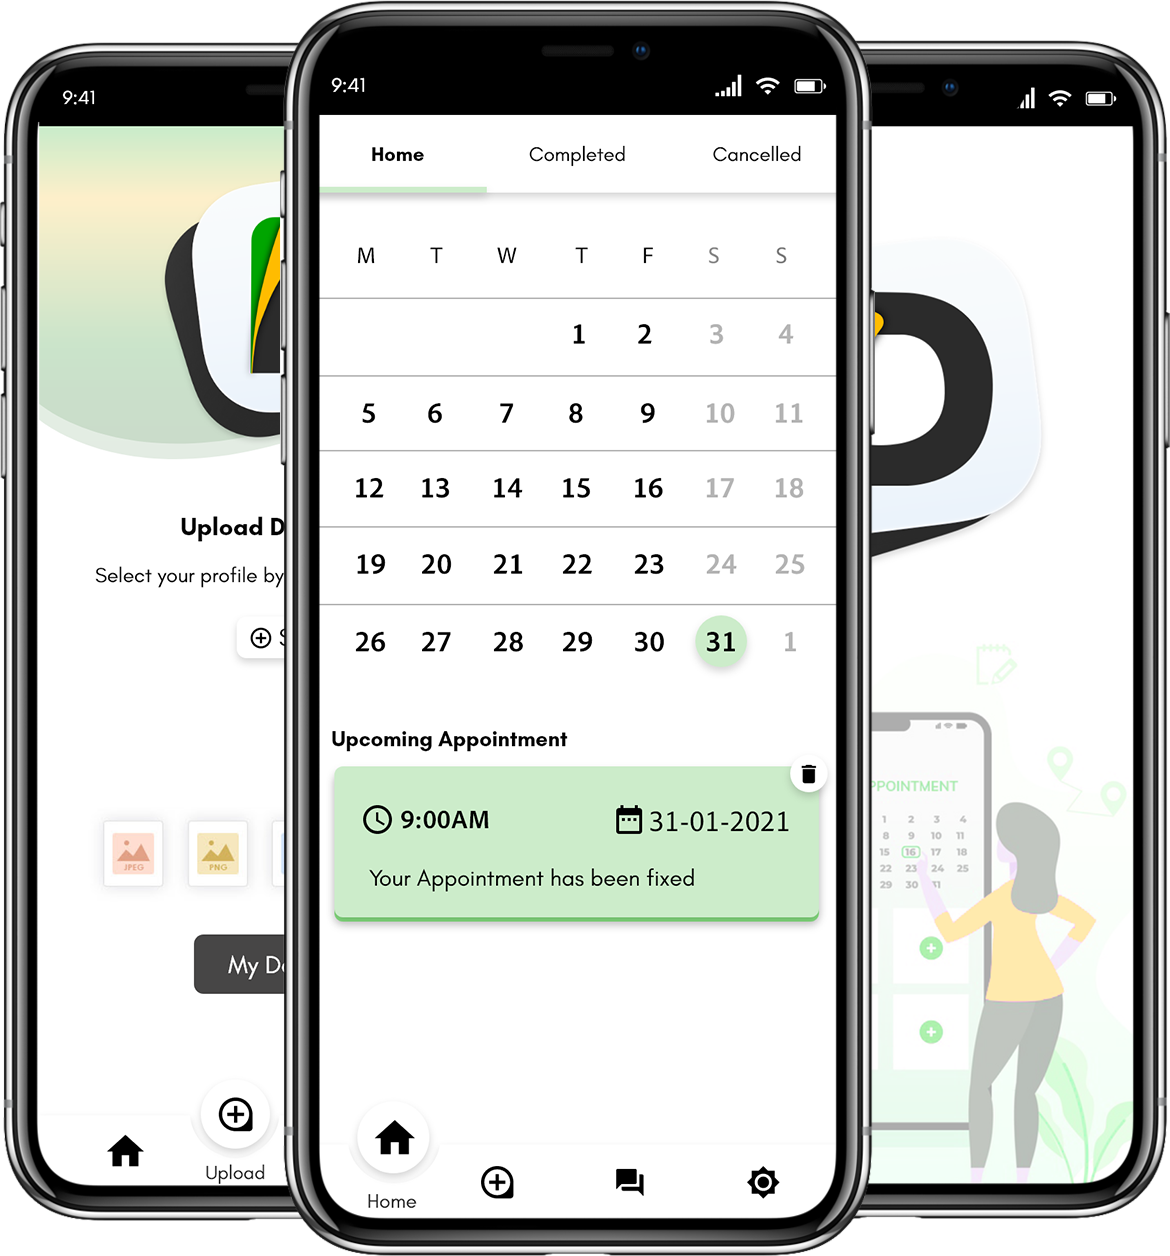 9:41
Upload D
Select your profile by
JPEG
PNG
My Do
Upload
9:41
Home Completed Cancelled
M T W T F S S
1 2 3 4
5 6 7 8 9 10 11
12 13 14 15 16 17 18
19 20 21 22 23 24 25
26 27 28 29 30 31 1
Upcoming Appointment
9:00AM 31-01-2021
Your Appointment has been fixed
Home
PPOINTMENT
1 2 3 4
8 9 10 11
15 16 17 18
22 23 24 25
29 30 31